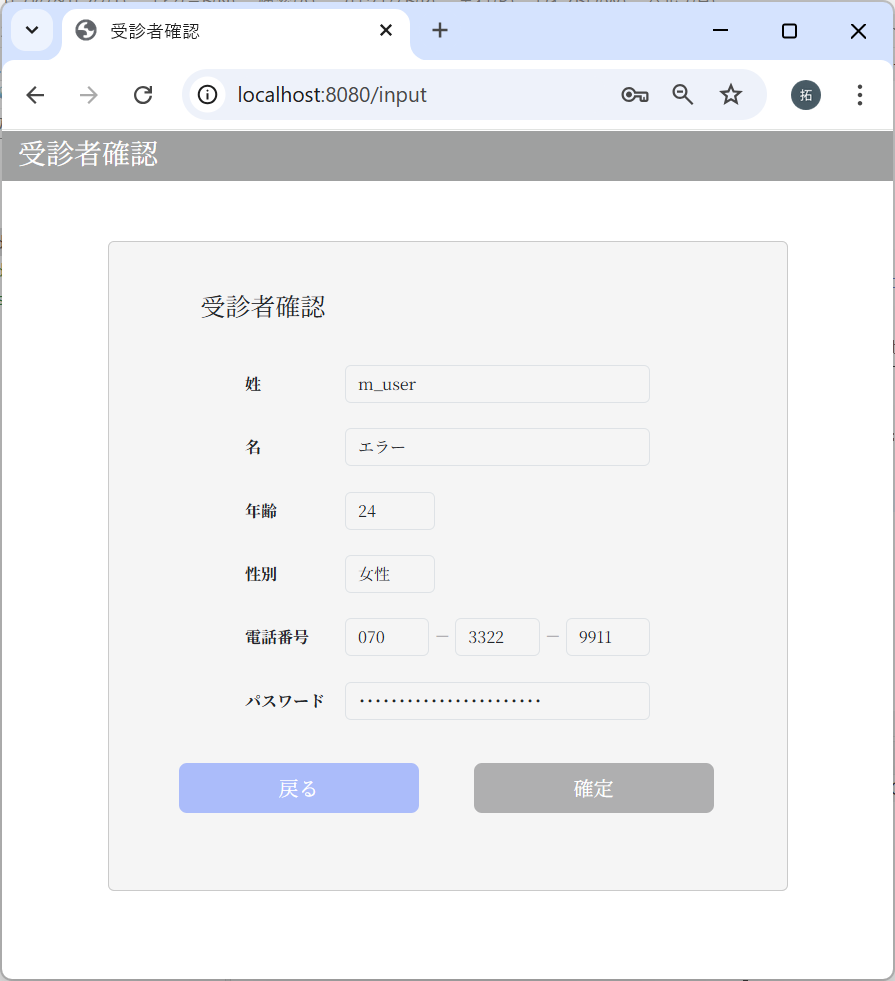 受診者確認
localhost:8080/input
拓
受診者確認
受診者確認
姓 m_user
名 エラー
年齢 24
性別 女性
電話番号 070 － 3322 － 9911
パスワード ·······················
戻る 確定